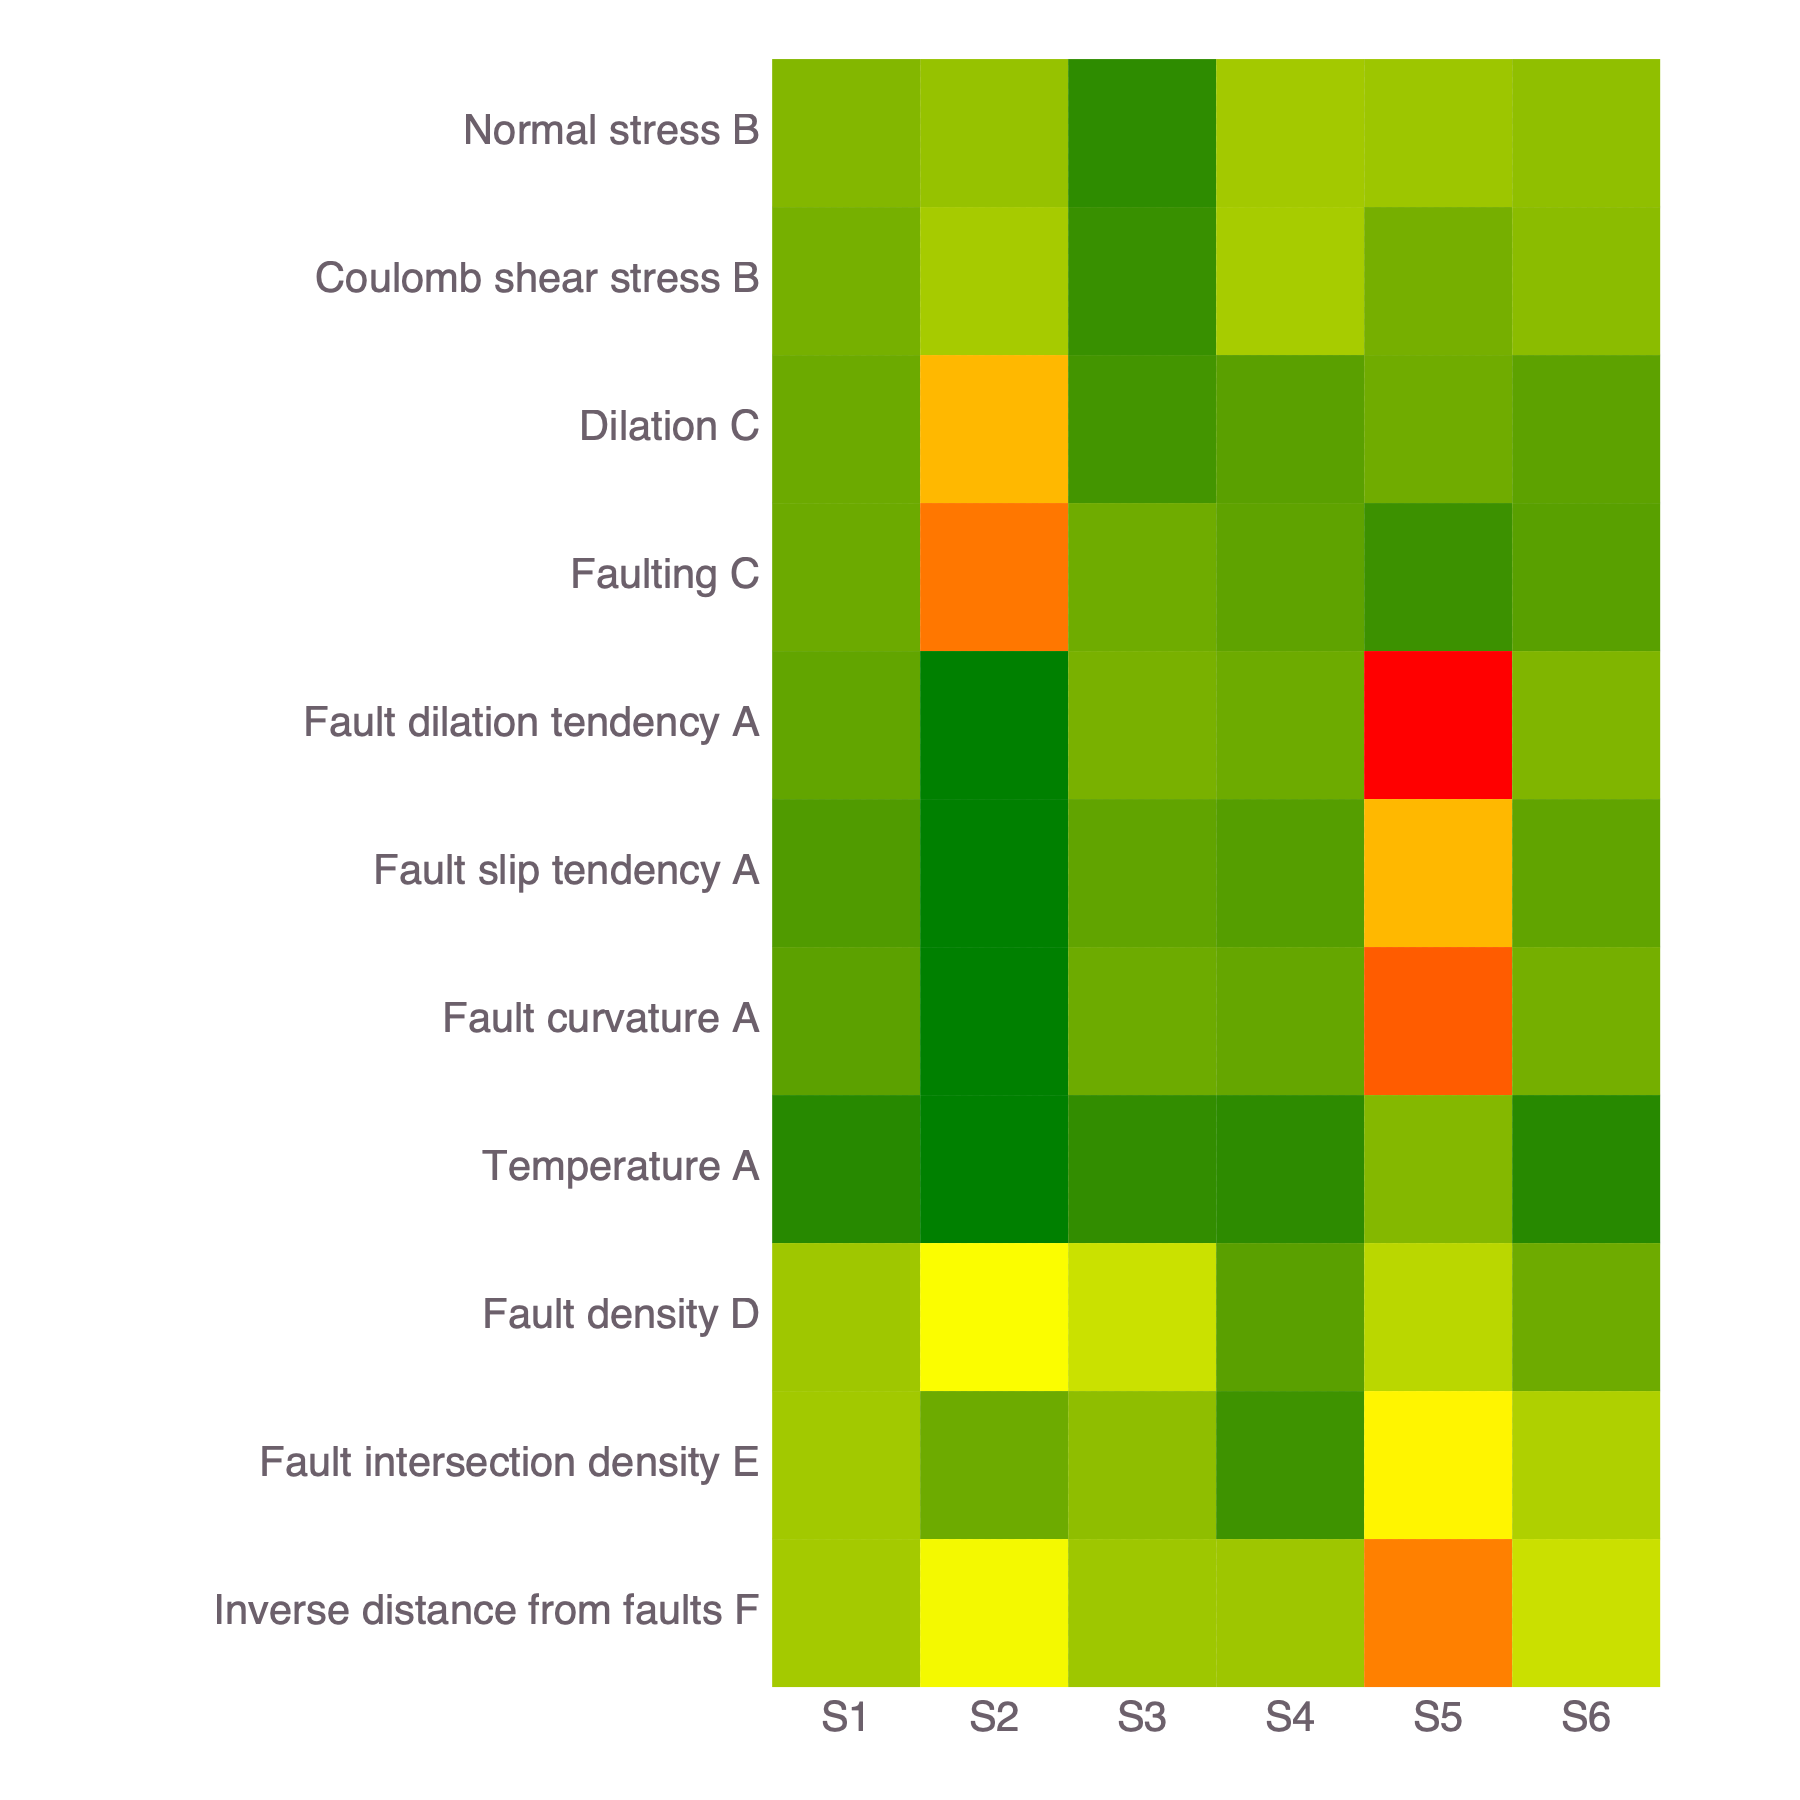 Normal stress B
Coulomb shear stress B
Dilation C
Faulting C
Fault dilation tendency A
Fault slip tendency A
Fault curvature A
Temperature A
Fault density D
Fault intersection density E
Inverse distance from faults F
S1 S2 S3 S4 S5 S6